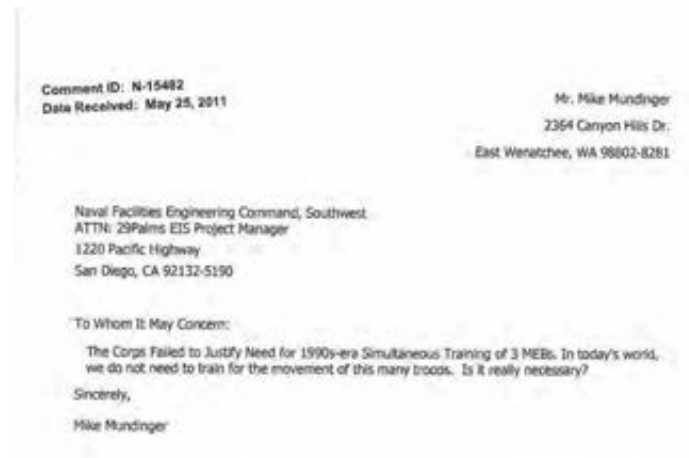 Comment ID: N-15482
Date Received: May 25, 2011
Mr. Mike Mundinger
2364 Canyon Hills Dr.
East Wenatchee, WA 98802-8281
Naval Facilities Engineering Command, Southwest
ATTN: 29Palms EIS Project Manager
1220 Pacific Highway
San Diego, CA 92132-5190
To Whom It May Concern:
The Corps Failed to Justify Need for 1990s-era Simultaneous Training of 3 MEBs. In today's world,
we do not need to train for the movement of this many troops. Is it really necessary?
Sincerely,
Mike Mundinger